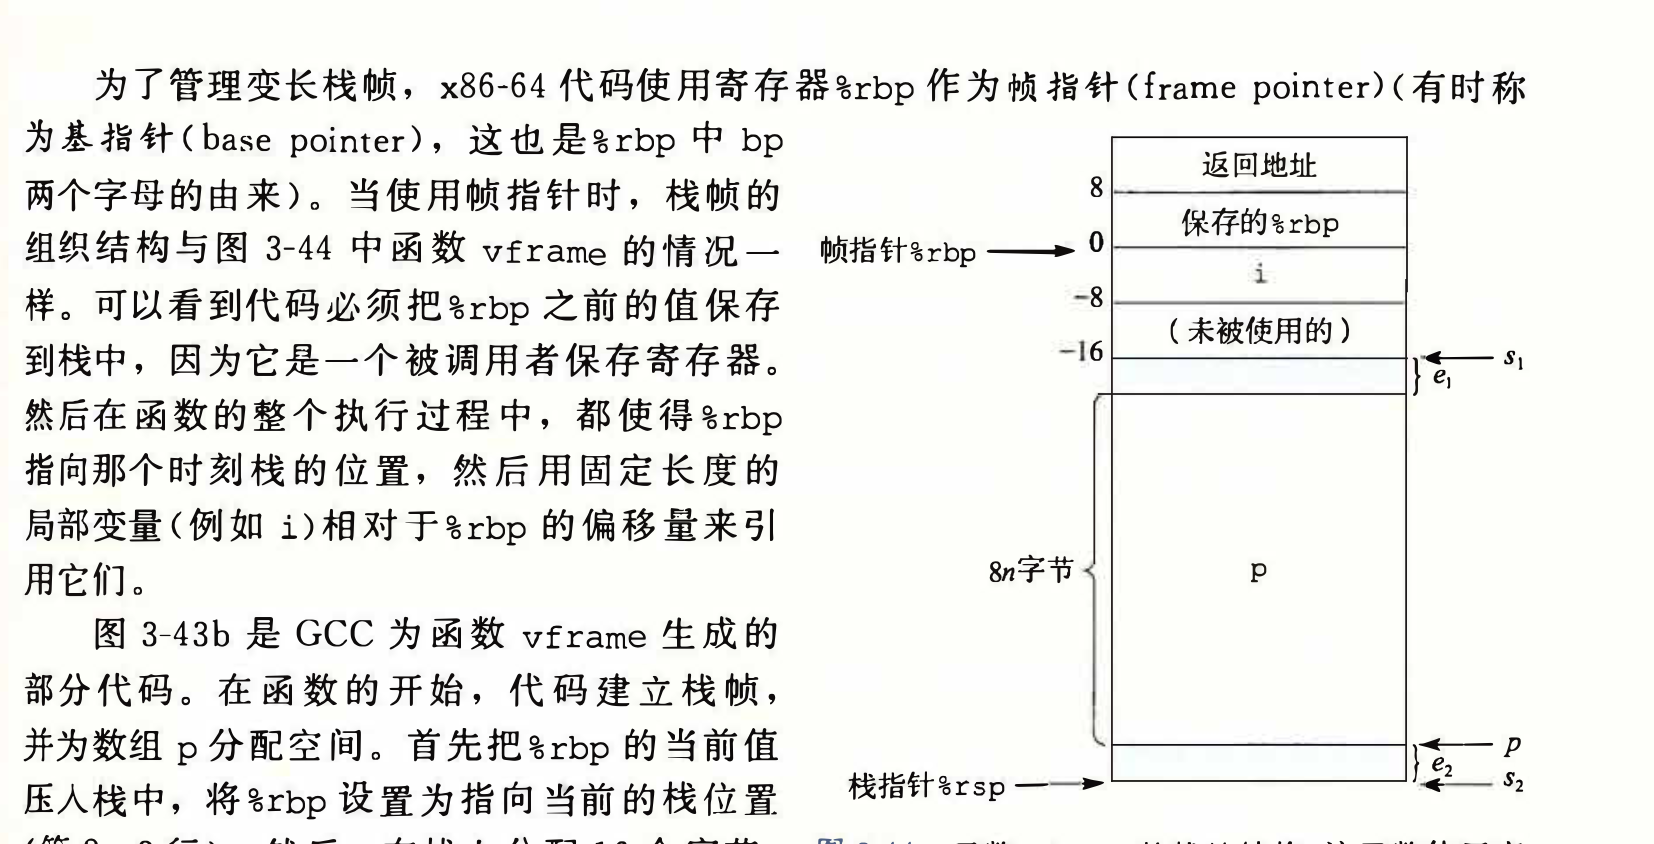 为了管理变长栈帧，x86-64 代码使用寄存器%rbp 作为帧指针(frame pointer)(有时称
为基指针(base pointer)，这也是%rbp 中 bp
两个字母的由来)。当使用帧指针时，栈帧的
组织结构与图 3-44 中函数 vframe 的情况一
样。可以看到代码必须把%rbp 之前的值保存
到栈中，因为它是一个被调用者保存寄存器。
然后在函数的整个执行过程中，都使得%rbp
指向那个时刻栈的位置，然后用固定长度的
局部变量(例如 i)相对于%rbp 的偏移量来引
用它们。
图 3-43b 是 GCC 为函数 vframe 生成的
部分代码。在函数的开始，代码建立栈帧，
并为数组 p 分配空间。首先把%rbp 的当前值
压入栈中，将%rbp 设置为指向当前的栈位置
返回地址
8
保存的%rbp
帧指针%rbp
0
i
-8
(未被使用的)
-16
s1
e1
8n字节
p
p
e2
栈指针%rsp
s2